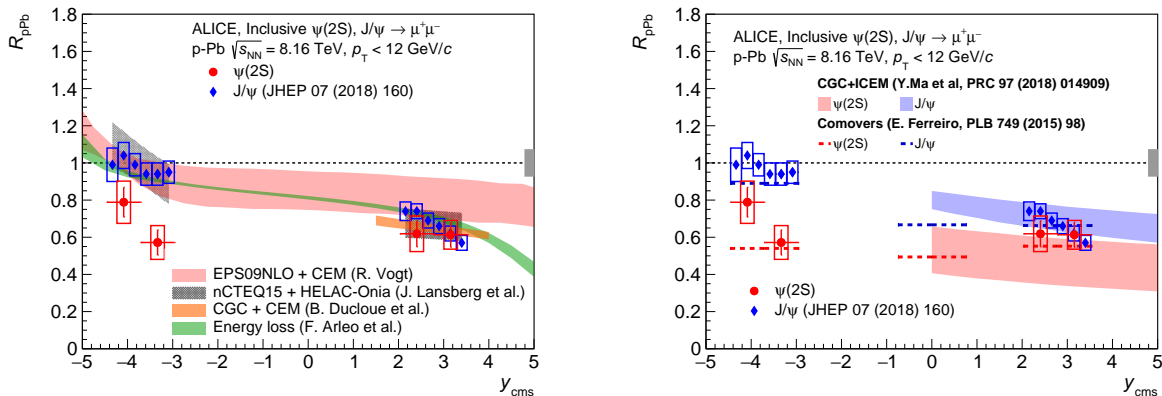 R_pPb
1.8
1.6
1.4
1.2
1
0.8
0.6
0.4
0.2
0
ALICE, Inclusive ψ(2S), J/ψ → μ⁺μ⁻
p-Pb √s_NN = 8.16 TeV, p_T < 12 GeV/c
ψ(2S)
J/ψ (JHEP 07 (2018) 160)
EPS09NLO + CEM (R. Vogt)
nCTEQ15 + HELAC-Onia (J. Lansberg et al.)
CGC + CEM (B. Ducloue et al.)
Energy loss (F. Arleo et al.)
−5 −4 −3 −2 −1 0 1 2 3 4 5
y_cms
R_pPb
1.8
1.6
1.4
1.2
1
0.8
0.6
0.4
0.2
0
ALICE, Inclusive ψ(2S), J/ψ → μ⁺μ⁻
p-Pb √s_NN = 8.16 TeV, p_T < 12 GeV/c
CGC+ICEM (Y.Ma et al, PRC 97 (2018) 014909)
ψ(2S) J/ψ
Comovers (E. Ferreiro, PLB 749 (2015) 98)
ψ(2S) J/ψ
ψ(2S)
J/ψ (JHEP 07 (2018) 160)
−5 −4 −3 −2 −1 0 1 2 3 4 5
y_cms